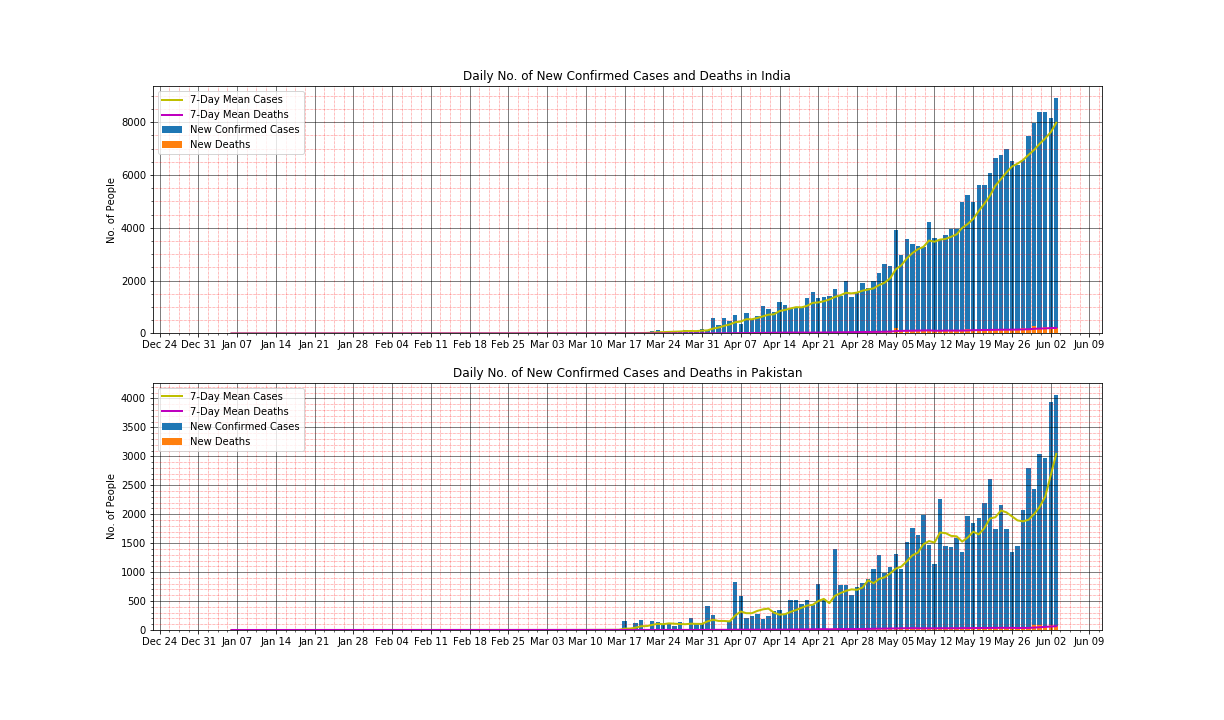 Daily No. of New Confirmed Cases and Deaths in India
7-Day Mean Cases
7-Day Mean Deaths
New Confirmed Cases
New Deaths
No. of People
8000
6000
4000
2000
0
Dec 24 Dec 31 Jan 07 Jan 14 Jan 21 Jan 28 Feb 04 Feb 11 Feb 18 Feb 25 Mar 03 Mar 10 Mar 17 Mar 24 Mar 31 Apr 07 Apr 14 Apr 21 Apr 28 May 05 May 12 May 19 May 26 Jun 02 Jun 09
Daily No. of New Confirmed Cases and Deaths in Pakistan
7-Day Mean Cases
7-Day Mean Deaths
New Confirmed Cases
New Deaths
No. of People
4000
3500
3000
2500
2000
1500
1000
500
0
Dec 24 Dec 31 Jan 07 Jan 14 Jan 21 Jan 28 Feb 04 Feb 11 Feb 18 Feb 25 Mar 03 Mar 10 Mar 17 Mar 24 Mar 31 Apr 07 Apr 14 Apr 21 Apr 28 May 05 May 12 May 19 May 26 Jun 02 Jun 09